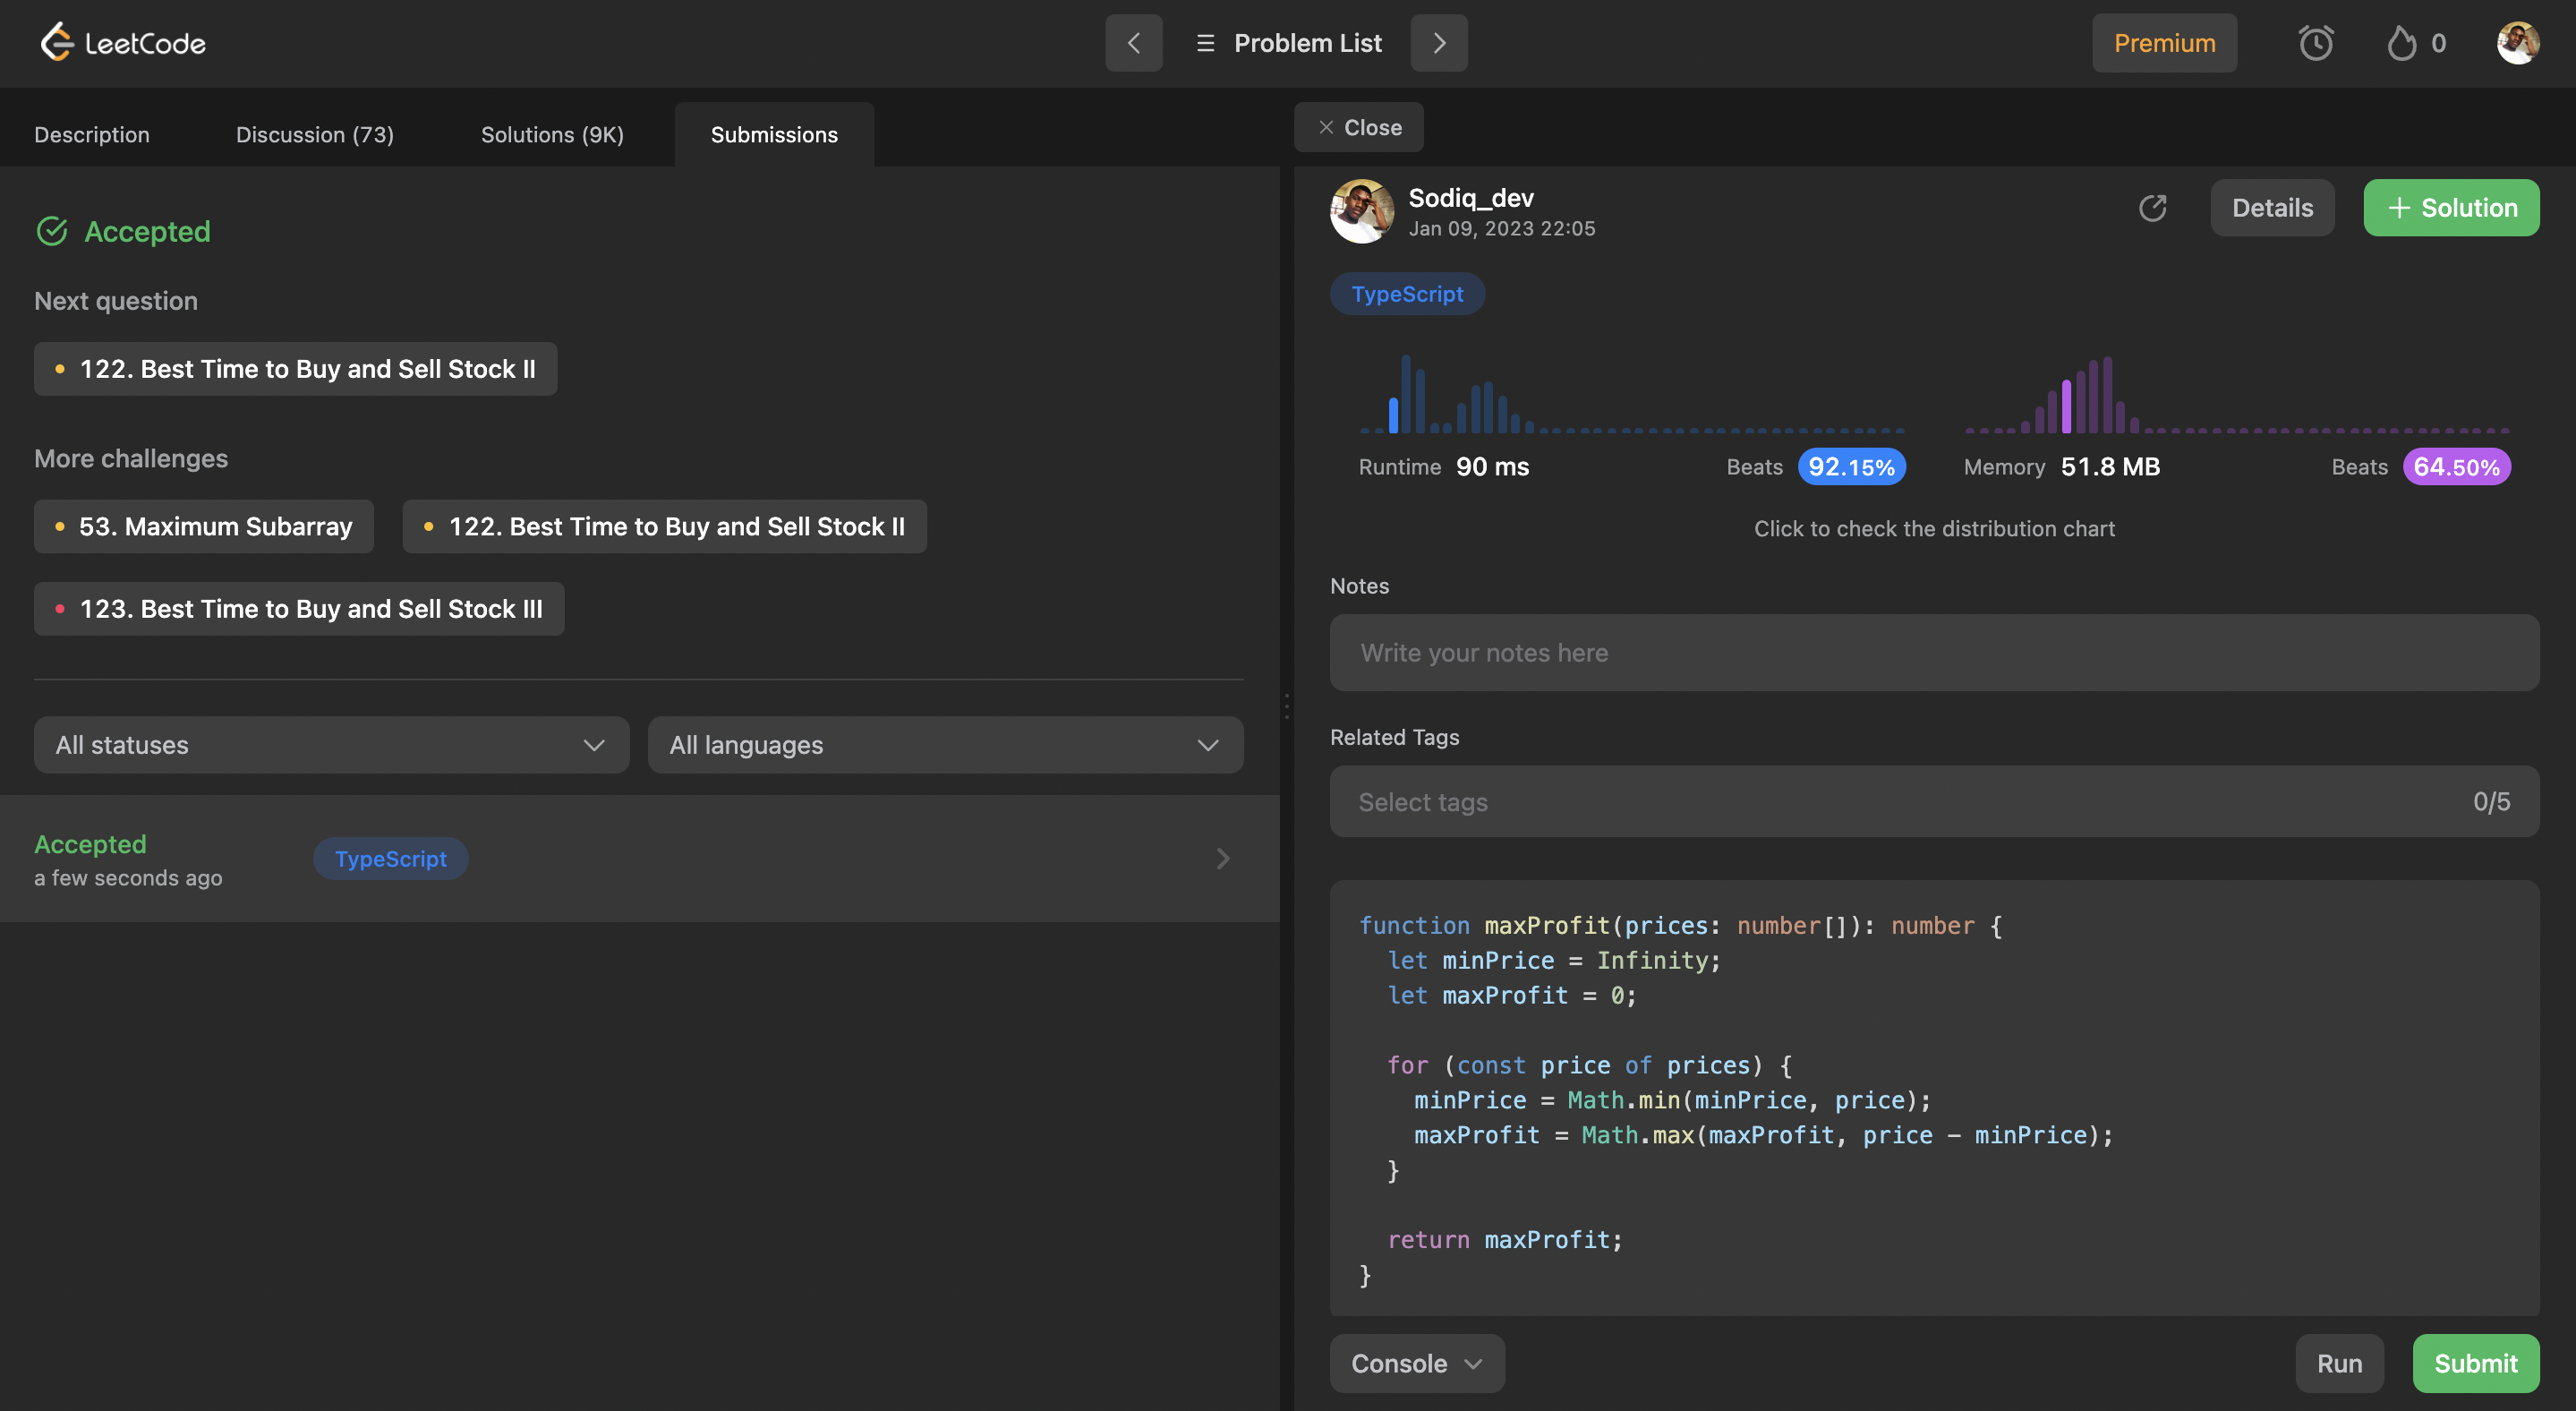 LeetCode
Problem List
Premium
0
Description
Discussion (73)
Solutions (9K)
Submissions
Close
Accepted
Next question
122. Best Time to Buy and Sell Stock II
More challenges
53. Maximum Subarray
122. Best Time to Buy and Sell Stock II
123. Best Time to Buy and Sell Stock III
All statuses
All languages
Accepted
a few seconds ago
TypeScript
Sodiq_dev
Jan 09, 2023 22:05
Details
+ Solution
TypeScript
Runtime 90 ms
Beats 92.15%
Memory 51.8 MB
Beats 64.50%
Click to check the distribution chart
Notes
Write your notes here
Related Tags
Select tags
0/5
function maxProfit(prices: number[]): number {
  let minPrice = Infinity;
  let maxProfit = 0;
  for (const price of prices) {
    minPrice = Math.min(minPrice, price);
    maxProfit = Math.max(maxProfit, price - minPrice);
  }
  return maxProfit;
}
Console
Run
Submit